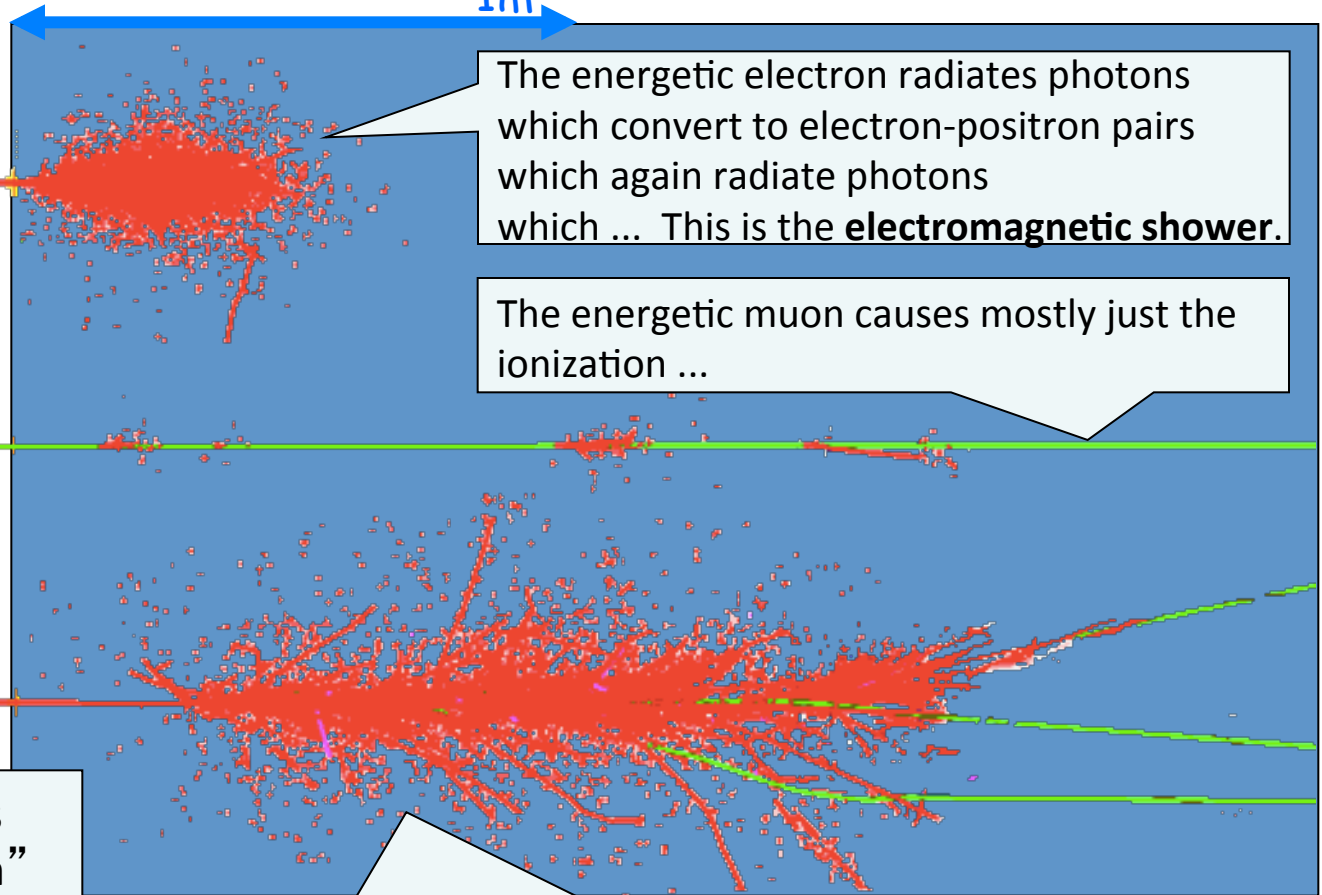 1m
The energetic electron radiates photons
which convert to electron-positron pairs
which again radiate photons
which ... This is the electromagnetic shower.
The energetic muon causes mostly just the
ionization ...